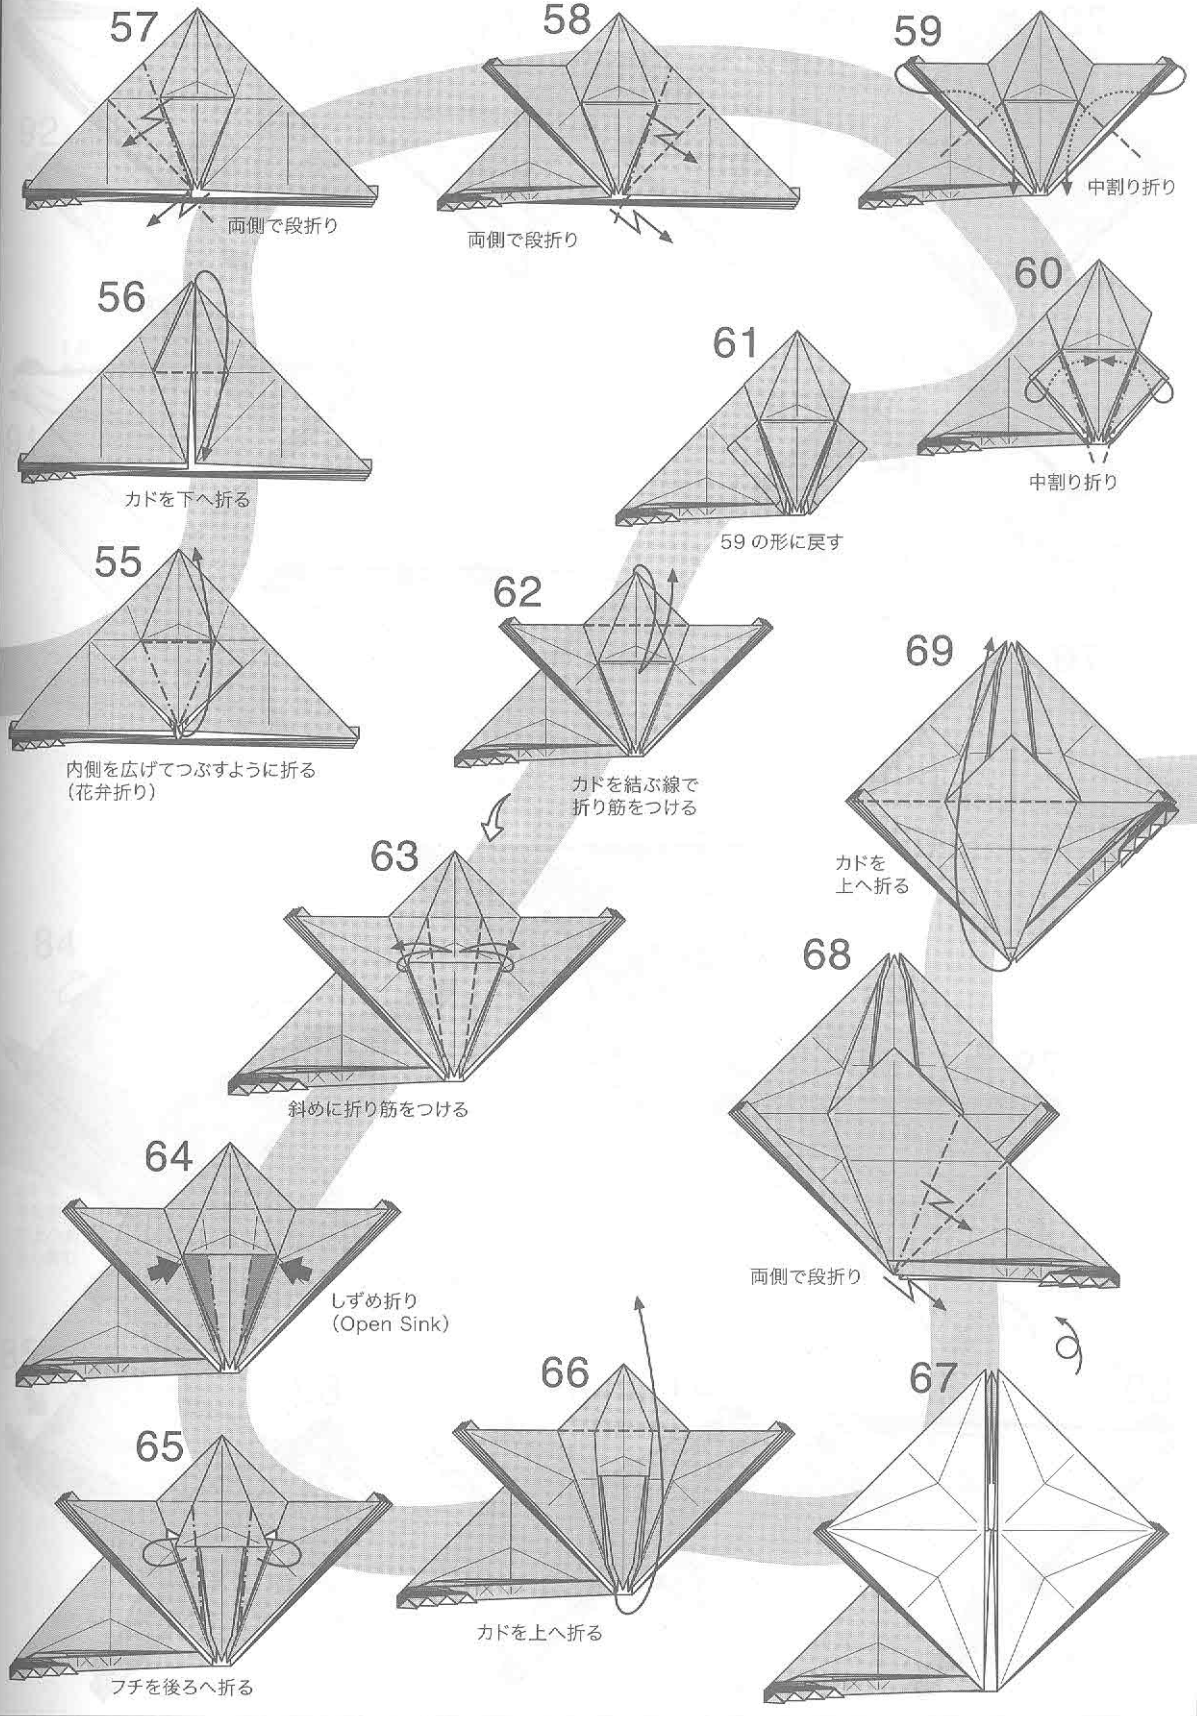 55
内側を広げてつぶすように折る
(花弁折り)
56
カドを下へ折る
57
両側で段折り
58
両側で段折り
59
中割り折り
60
中割り折り
61
59の形に戻す
62
カドを結ぶ線で
折り筋をつける
63
斜めに折り筋をつける
64
しずめ折り
(Open Sink)
65
フチを後ろへ折る
66
カドを上へ折る
67
68
両側で段折り
69
カドを
上へ折る